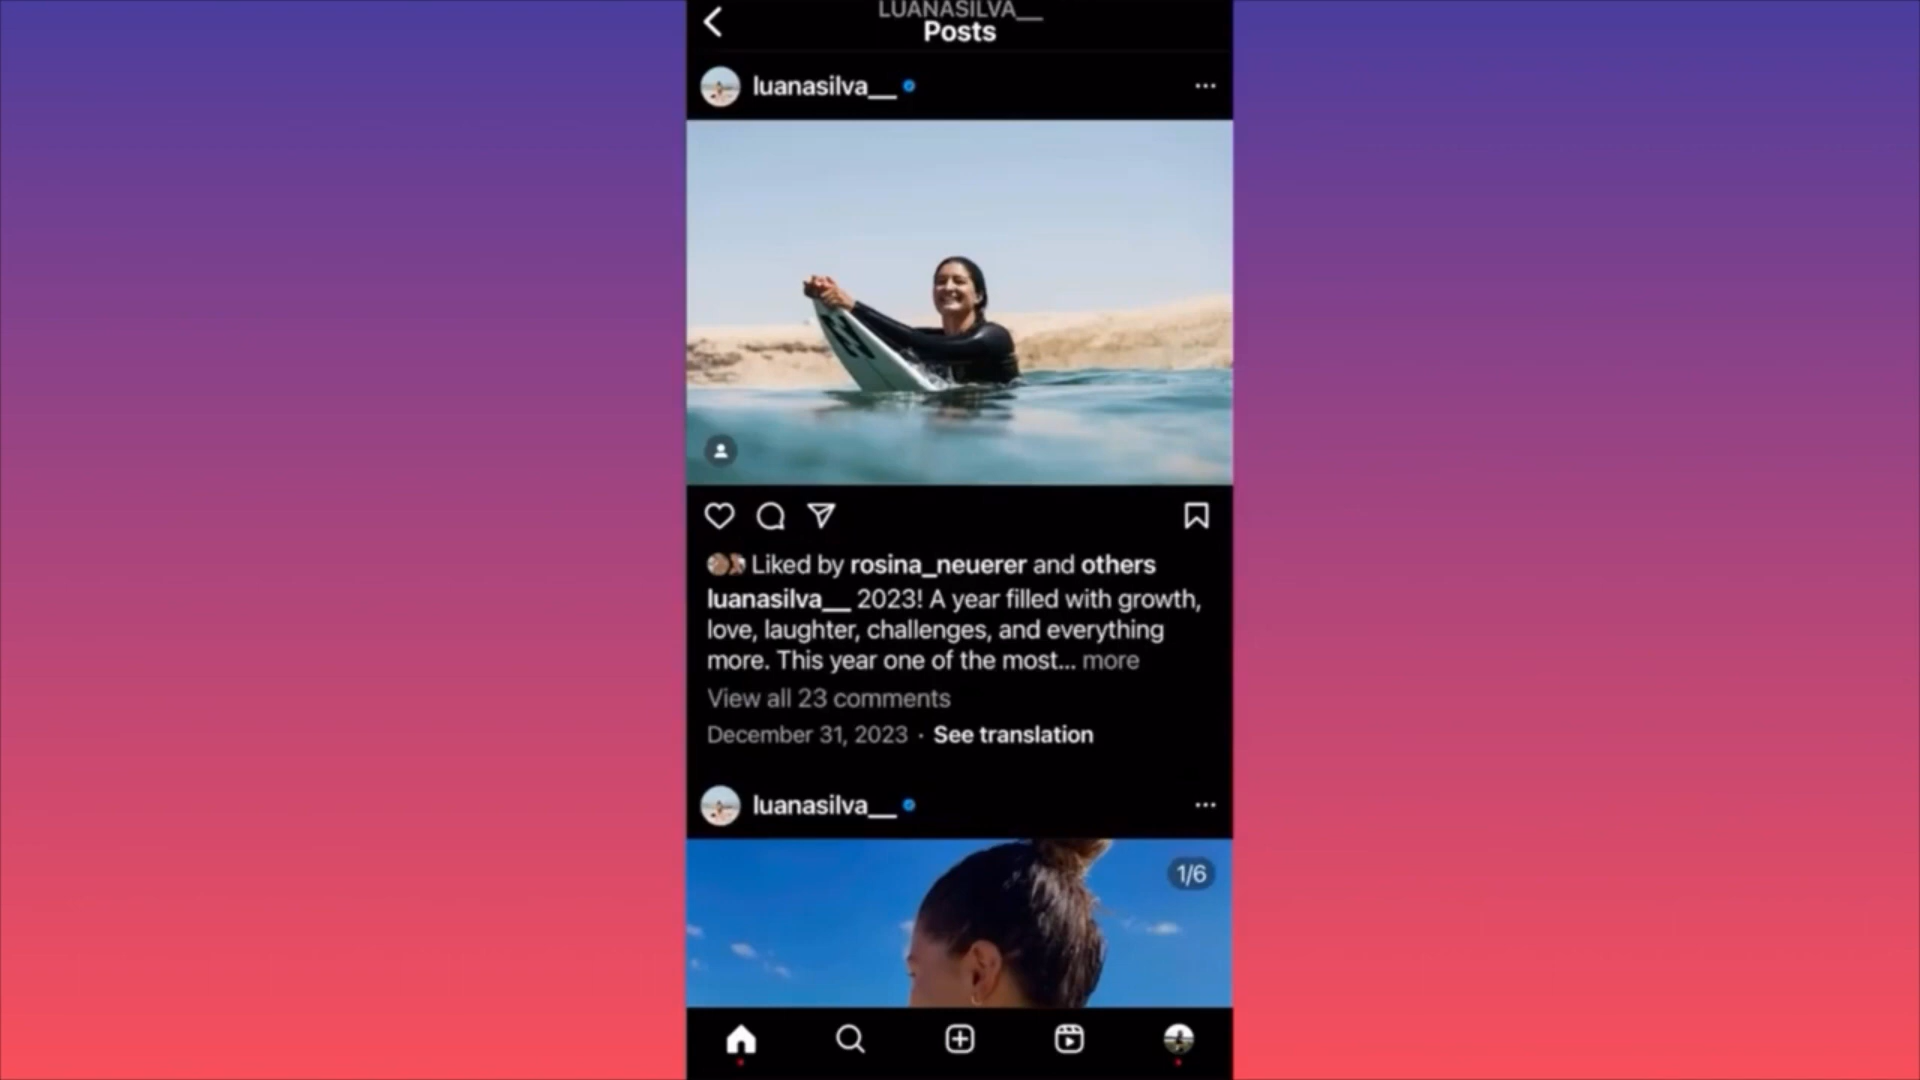 LUANASILVA__
Posts
luanasilva__
Liked by rosina_neuerer and others
luanasilva__ 2023! A year filled with growth,
love, laughter, challenges, and everything
more. This year one of the most... more
View all 23 comments
December 31, 2023 · See translation
luanasilva__
1/6